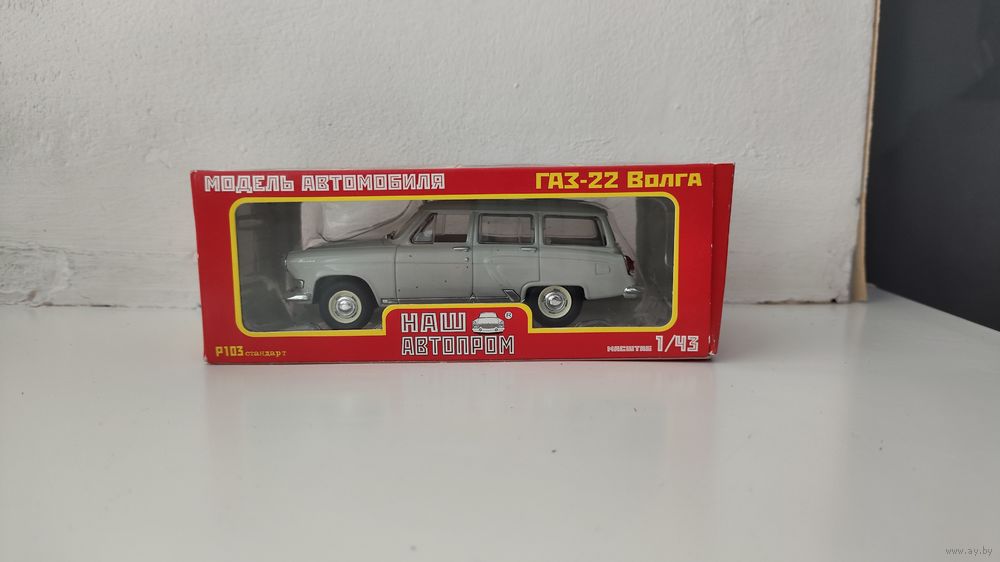 МОДЕЛЬ АВТОМОБИЛЯ
ГАЗ-22 Волга
НАШ ®
АВТОПРОМ
Р103 стандарт
МАСШТАБ 1/43
www.ay.by